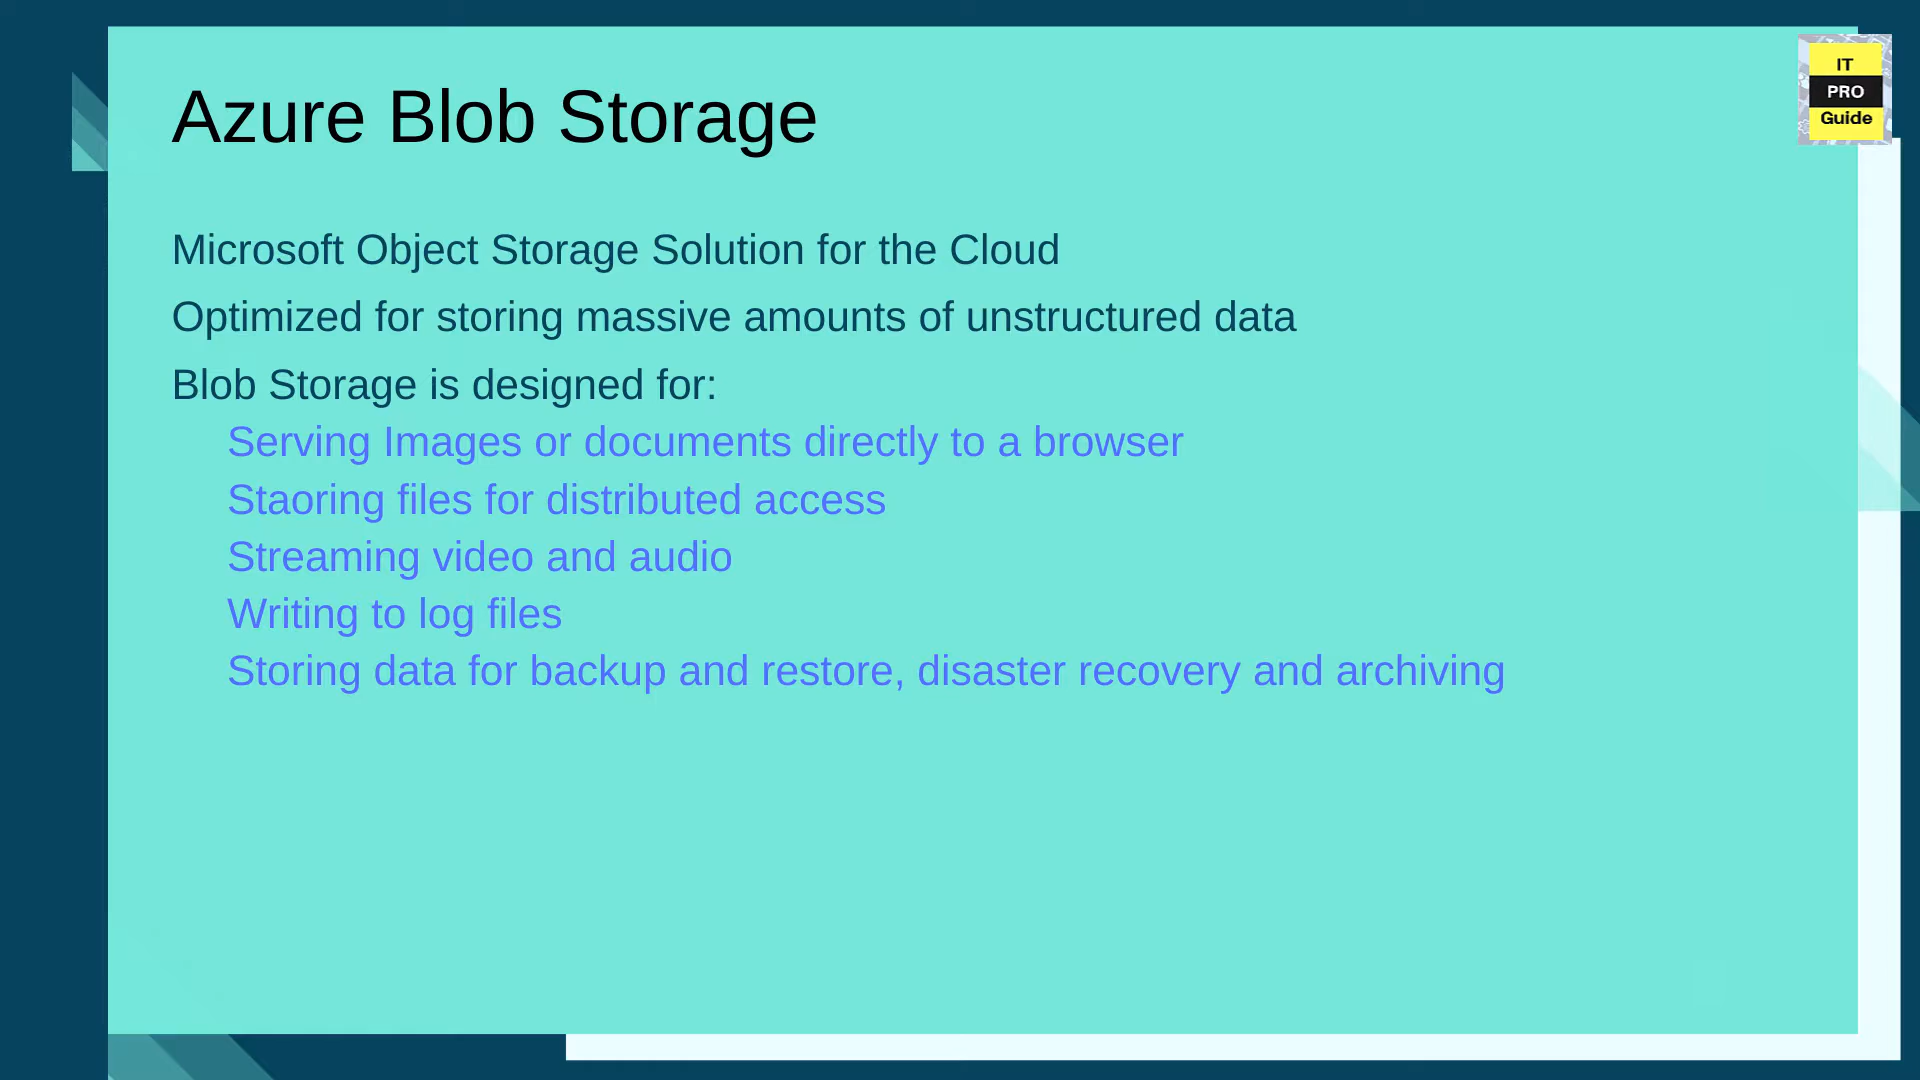 Azure Blob Storage
IT
PRO
Guide
Microsoft Object Storage Solution for the Cloud
Optimized for storing massive amounts of unstructured data
Blob Storage is designed for:
Serving Images or documents directly to a browser
Staoring files for distributed access
Streaming video and audio
Writing to log files
Storing data for backup and restore, disaster recovery and archiving